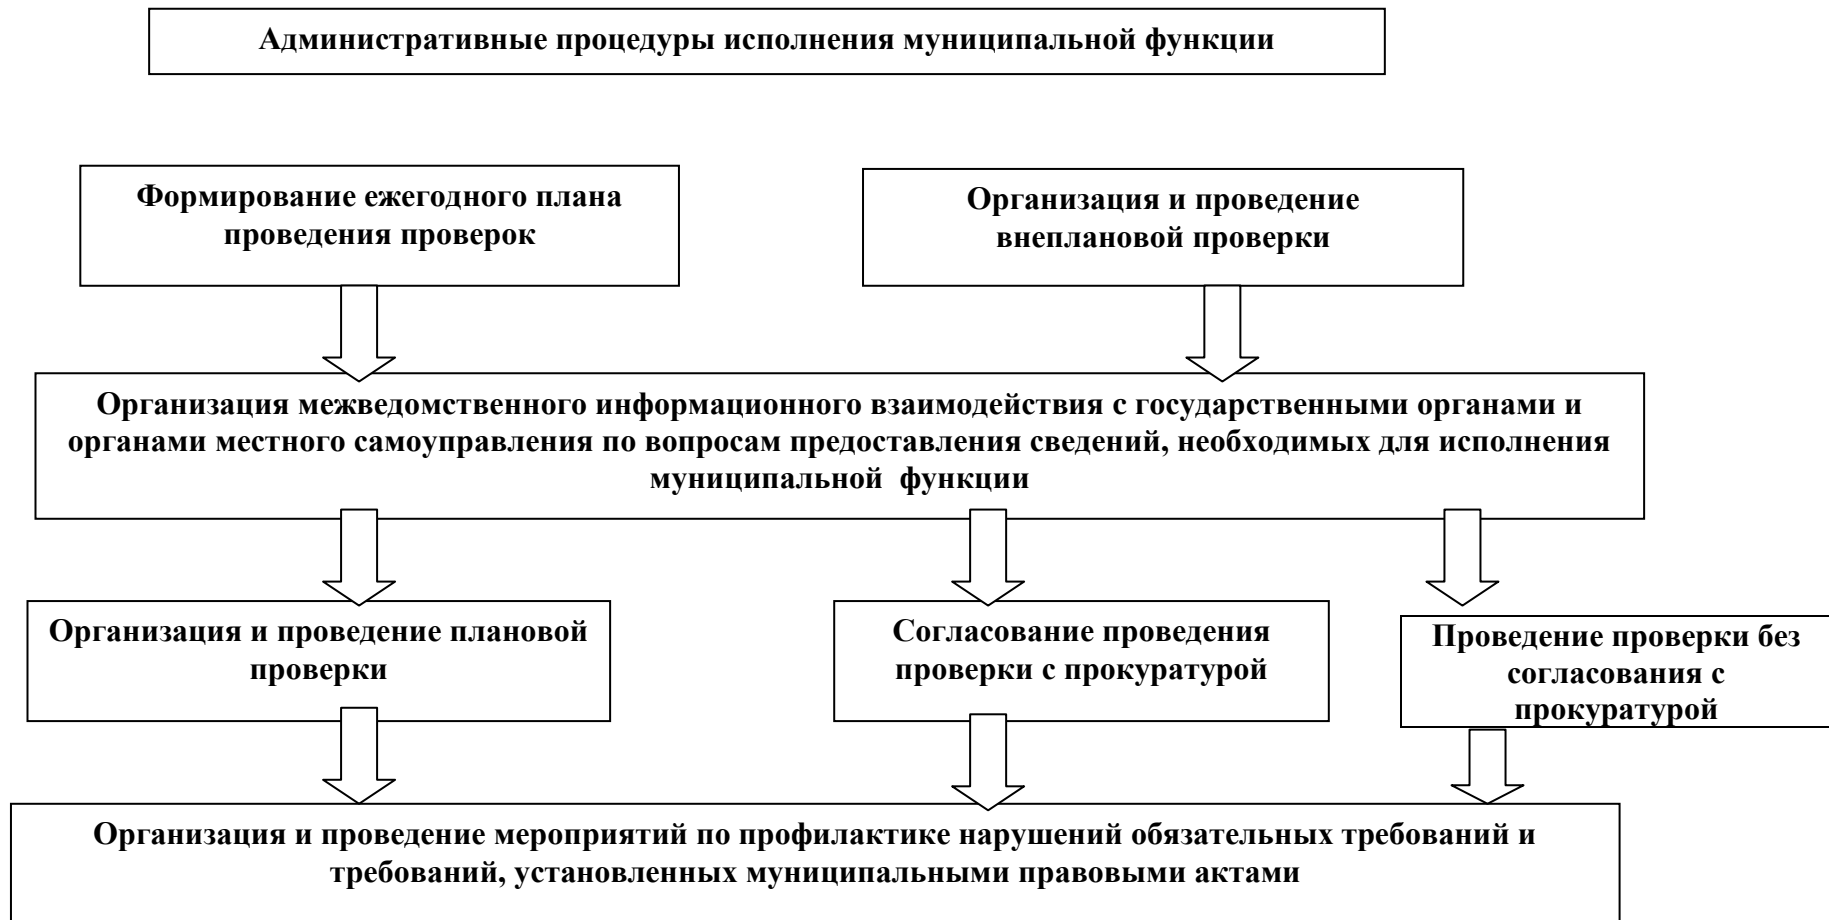 Административные процедуры исполнения муниципальной функции
Формирование ежегодного плана
проведения проверок
Организация и проведение
внеплановой проверки
Организация межведомственного информационного взаимодействия с государственными органами и
органами местного самоуправления по вопросам предоставления сведений, необходимых для исполнения
муниципальной функции
Организация и проведение плановой
проверки
Согласование проведения
проверки с прокуратурой
Проведение проверки без
согласования с
прокуратурой
Организация и проведение мероприятий по профилактике нарушений обязательных требований и
требований, установленных муниципальными правовыми актами